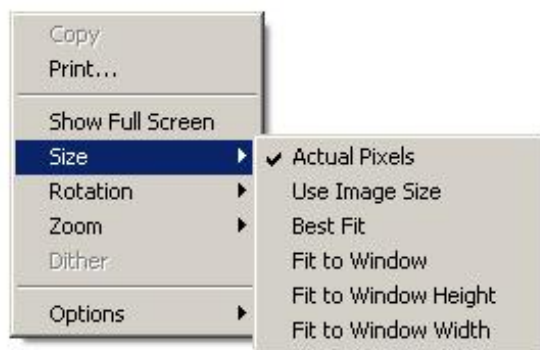 Copy
Print...
Show Full Screen
Size
Rotation
Zoom
Dither
Options
Actual Pixels
Use Image Size
Best Fit
Fit to Window
Fit to Window Height
Fit to Window Width